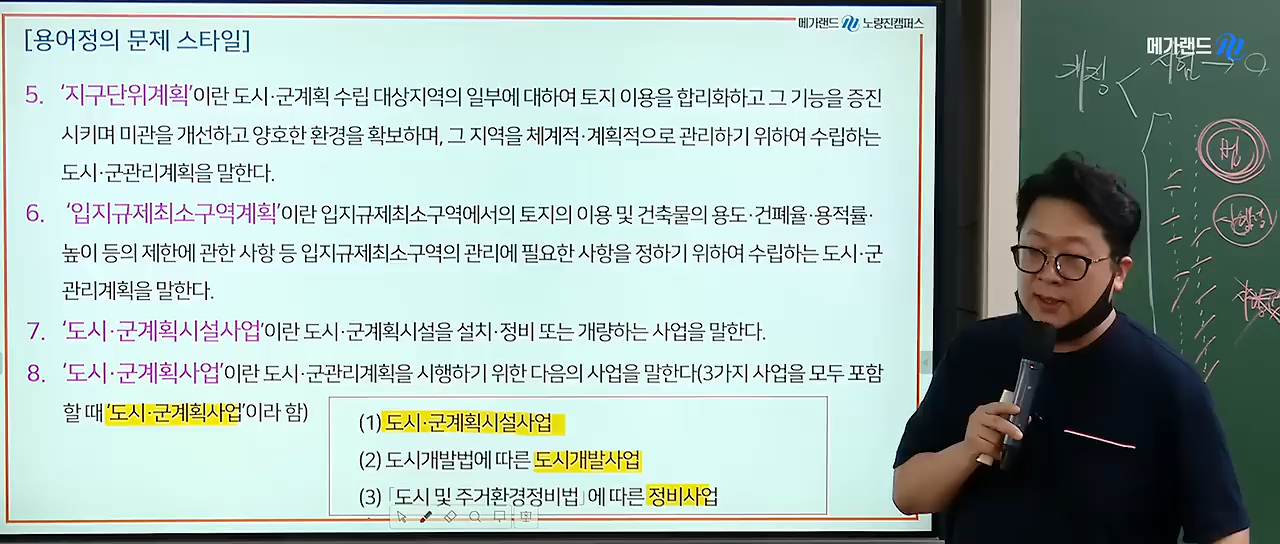 메가랜드 노량진캠퍼스
메가랜드
[용어정의 문제 스타일]
5. ‘지구단위계획’이란 도시·군계획 수립 대상지역의 일부에 대하여 토지 이용을 합리화하고 그 기능을 증진
시키며 미관을 개선하고 양호한 환경을 확보하며, 그 지역을 체계적·계획적으로 관리하기 위하여 수립하는
도시·군관리계획을 말한다.
6. ‘입지규제최소구역계획’이란 입지규제최소구역에서의 토지의 이용 및 건축물의 용도·건폐율·용적률·
높이 등의 제한에 관한 사항 등 입지규제최소구역의 관리에 필요한 사항을 정하기 위하여 수립하는 도시·군
관리계획을 말한다.
7. ‘도시·군계획시설사업’이란 도시·군계획시설을 설치·정비 또는 개량하는 사업을 말한다.
8. ‘도시·군계획사업’이란 도시·군관리계획을 시행하기 위한 다음의 사업을 말한다(3가지 사업을 모두 포함
할 때 ‘도시·군계획사업’이라 함)
(1) 도시·군계획시설사업
(2) 도시개발법에 따른 도시개발사업
(3) 「도시 및 주거환경정비법」에 따른 정비사업
개정
시험
법